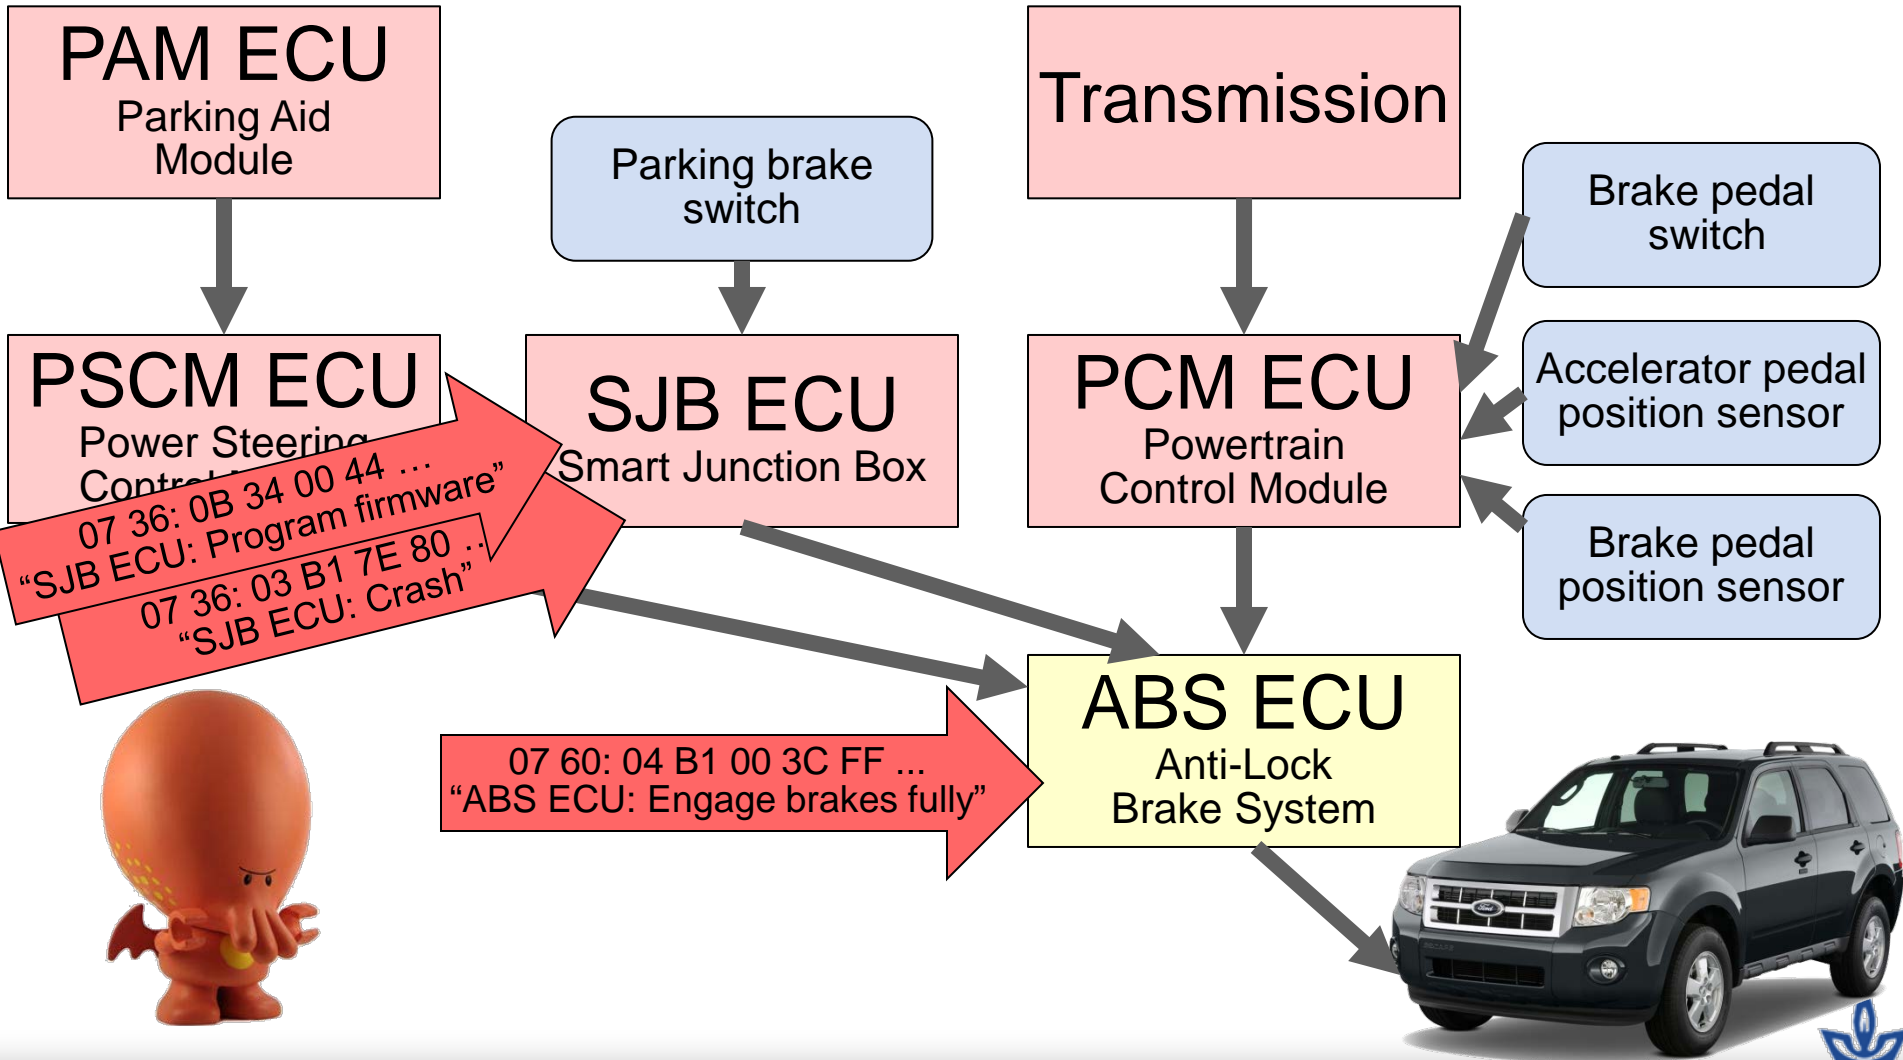 PAM ECU
Parking Aid
Module
Parking brake
switch
Transmission
Brake pedal
switch
PSCM ECU
Power Steering
SJB ECU
Smart Junction Box
PCM ECU
Powertrain
Control Module
Accelerator pedal
position sensor
Brake pedal
position sensor
07 36: 0B 34 00 44 ...
“SJB ECU: Program firmware”
07 36: 03 B1 7E 80 ..
“SJB ECU: Crash”
07 60: 04 B1 00 3C FF ...
“ABS ECU: Engage brakes fully”
ABS ECU
Anti-Lock
Brake System
Ford